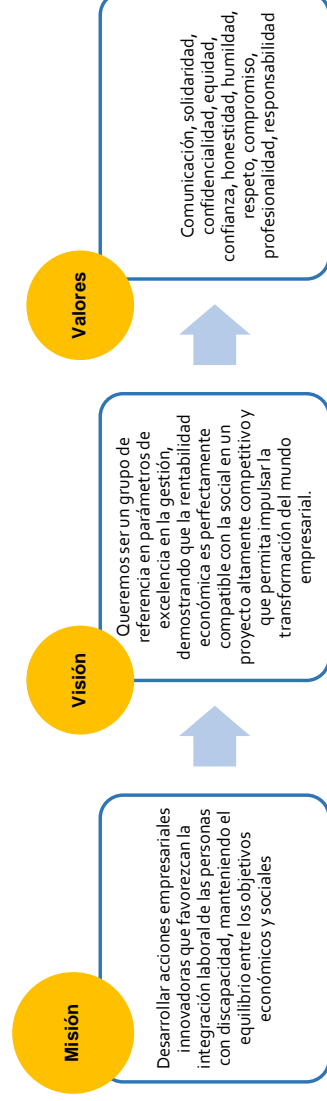 Misión
Desarrollar acciones empresariales
innovadoras que favorezcan la
integración laboral de las personas
con discapacidad, manteniendo el
equilibrio entre los objetivos
económicos y sociales
Visión
Queremos ser un grupo de
referencia en parámetros de
excelencia en la gestión,
demostrando que la rentabilidad
económica es perfectamente
compatible con la social en un
proyecto altamente competitivo y
que permita impulsar la
transformación del mundo
empresarial.
Valores
Comunicación, solidaridad,
confidencialidad, equidad,
confianza, honestidad, humildad,
respeto, compromiso,
profesionalidad, responsabilidad